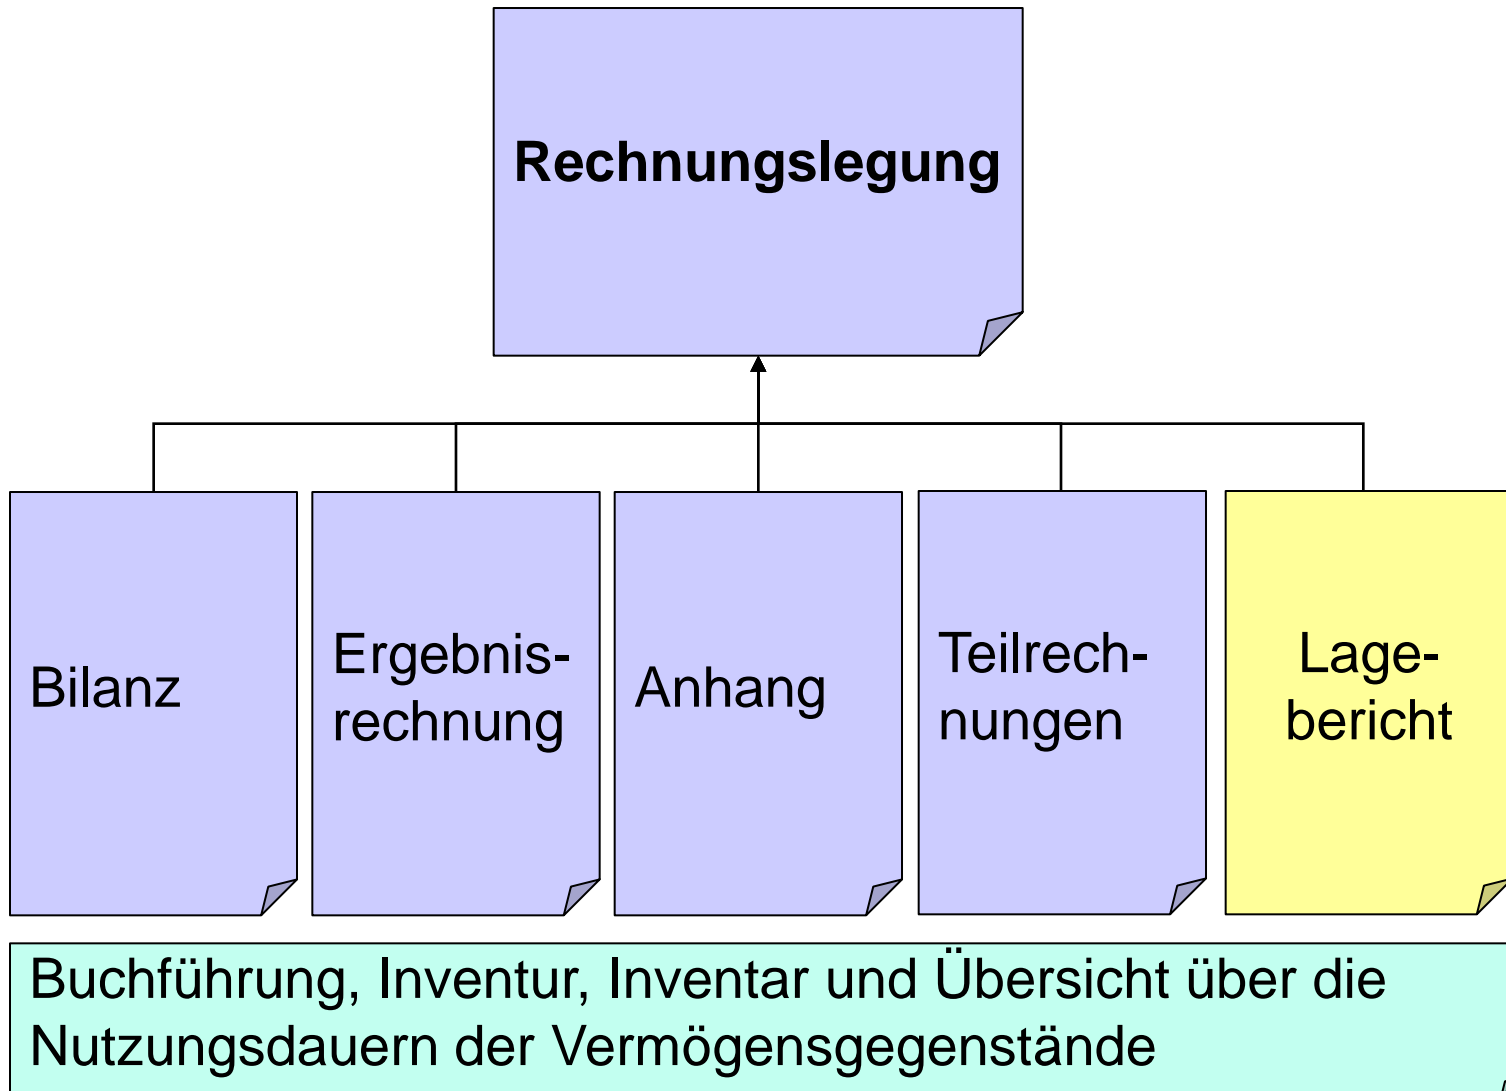 Rechnungslegung
Bilanz
Ergebnis-
rechnung
Anhang
Teilrech-
nungen
Lage-
bericht
Buchführung, Inventur, Inventar und Übersicht über die
Nutzungsdauern der Vermögensgegenstände